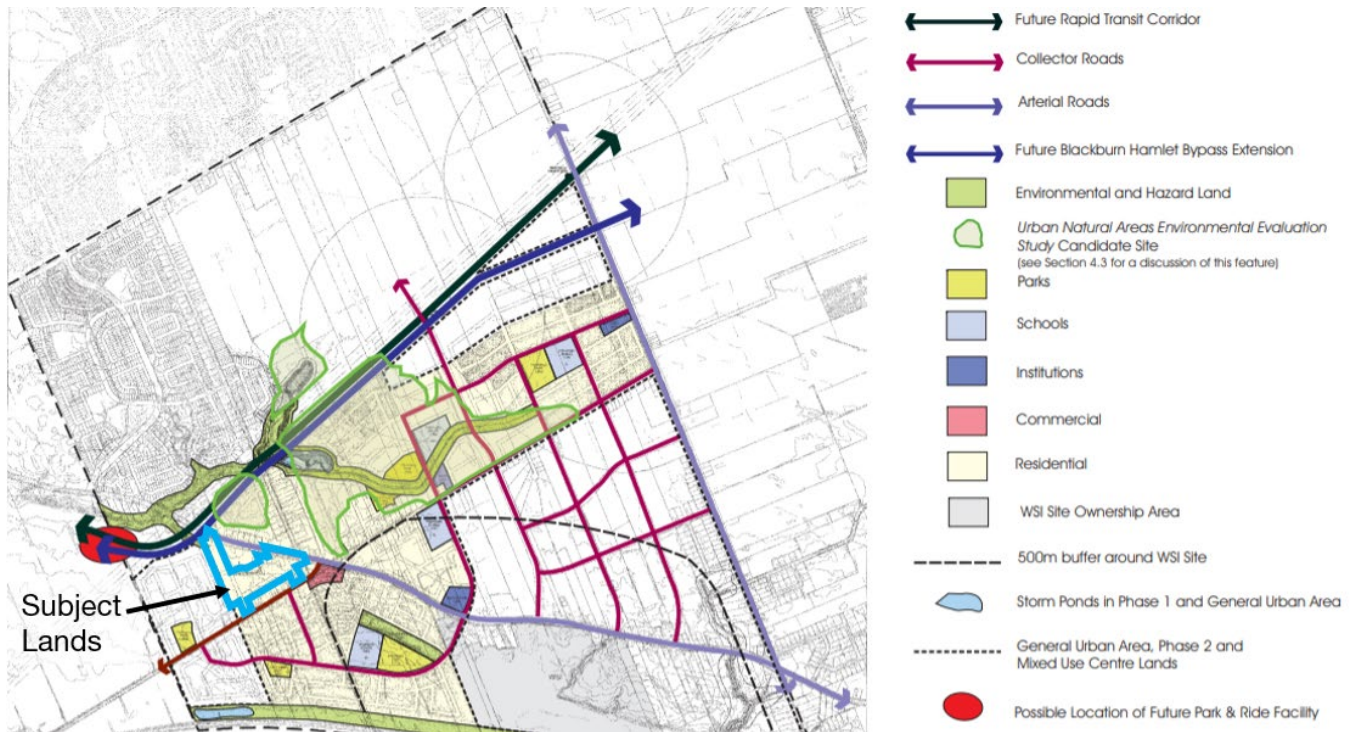 Future Rapid Transit Corridor
Collector Roads
Arterial Roads
Future Blackburn Hamlet Bypass Extension
Environmental and Hazard Land
Urban Natural Areas Environmental Evaluation
Study Candidate Site
(see Section 4.3 for a discussion of this feature)
Parks
Schools
Institutions
Commercial
Residential
WSI Site Ownership Area
500m buffer around WSI Site
Storm Ponds in Phase 1 and General Urban Area
General Urban Area, Phase 2 and
Mixed Use Centre Lands
Possible Location of Future Park & Ride Facility
Subject
Lands